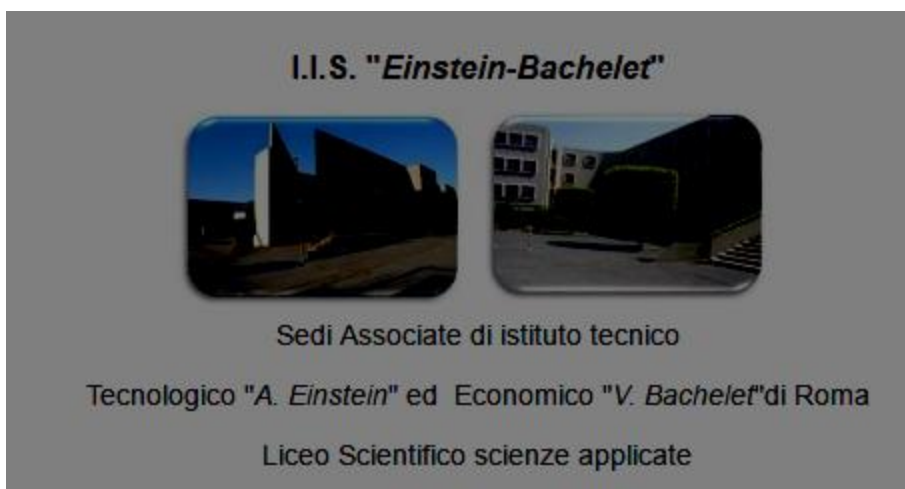 I.I.S. "Einstein-Bachelet"
Sedi Associate di istituto tecnico
Tecnologico "A. Einstein" ed Economico "V. Bachelet"di Roma
Liceo Scientifico scienze applicate